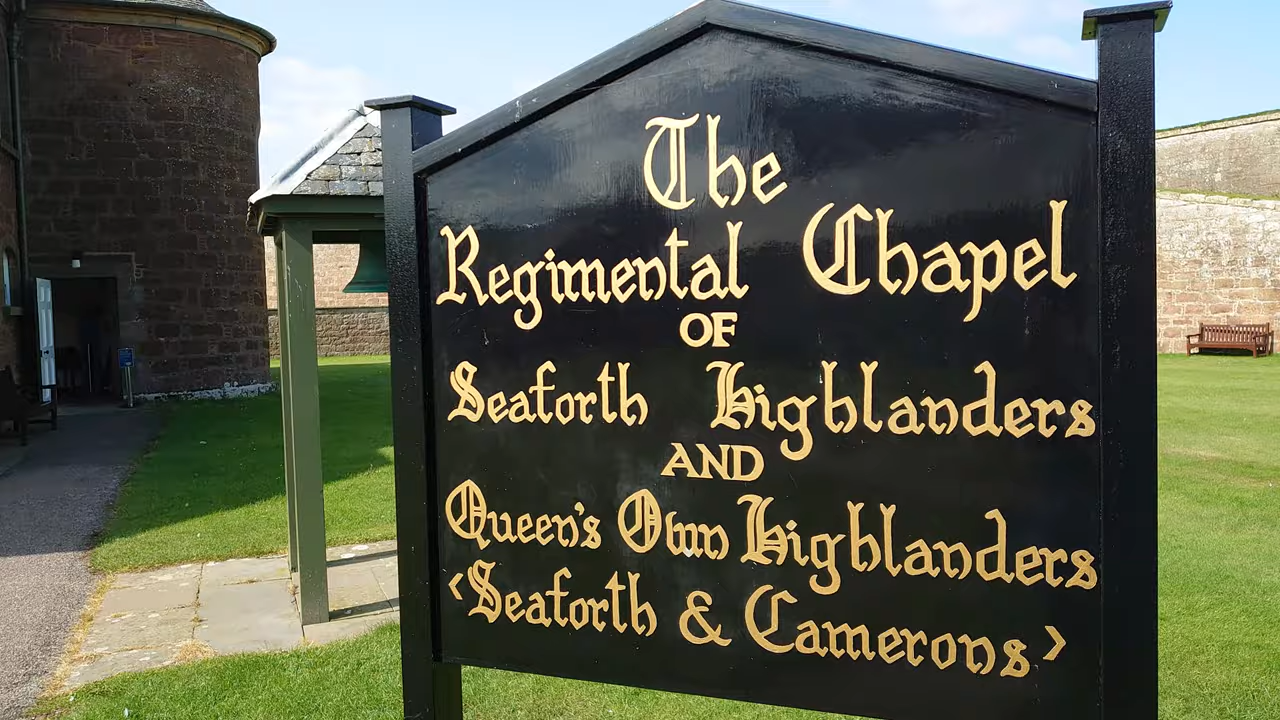 The
Regimental Chapel
OF
Seaforth Highlanders
AND
Queen's Own Highlanders
‹Seaforth & Camerons›